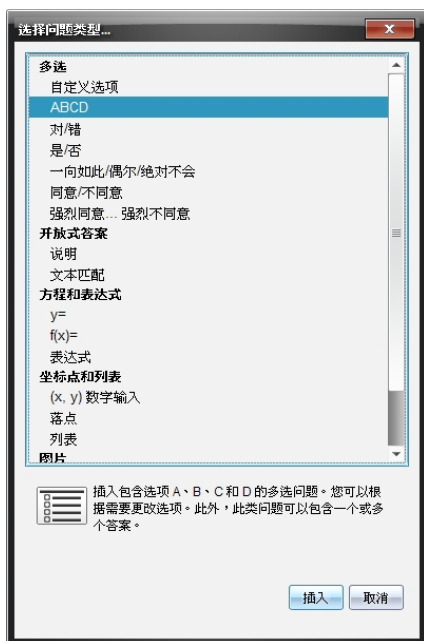 选择问题类型...
多选
自定义选项
ABCD
对/错
是/否
一向如此/偶尔/绝对不会
同意/不同意
强烈同意... 强烈不同意
开放式答案
说明
文本匹配
方程和表达式
y=
f(x)=
表达式
坐标点和列表
(x, y) 数字输入
落点
列表
图片
插入包含选项 A、B、C 和 D 的多选问题。您可以根
据需要更改选项。此外，此类问题可以包含一个或多
个答案。
插入
取消